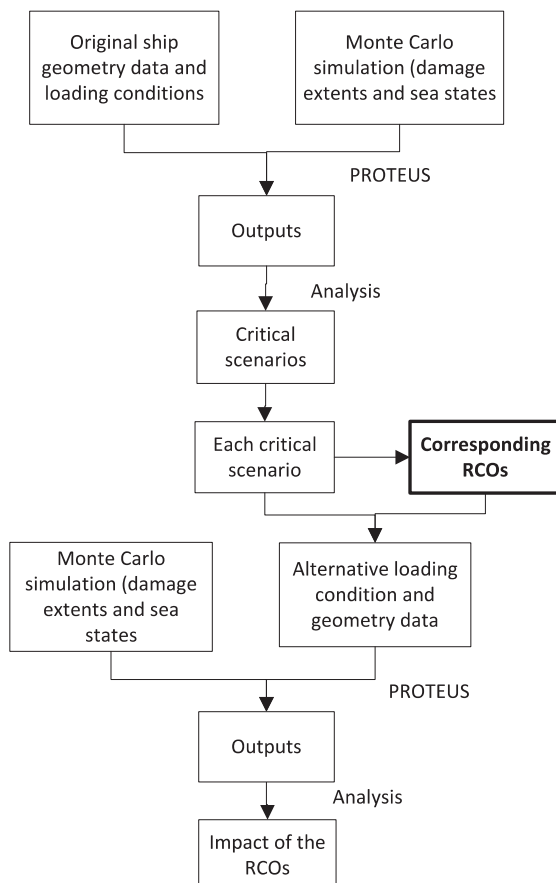 Original ship
geometry data and
loading conditions
Monte Carlo
simulation (damage
extents and sea states
PROTEUS
Outputs
Analysis
Critical
scenarios
Each critical
scenario
Corresponding
RCOs
Monte Carlo
simulation (damage
extents and sea
states
Alternative loading
condition and
geometry data
PROTEUS
Outputs
Analysis
Impact of the
RCOs